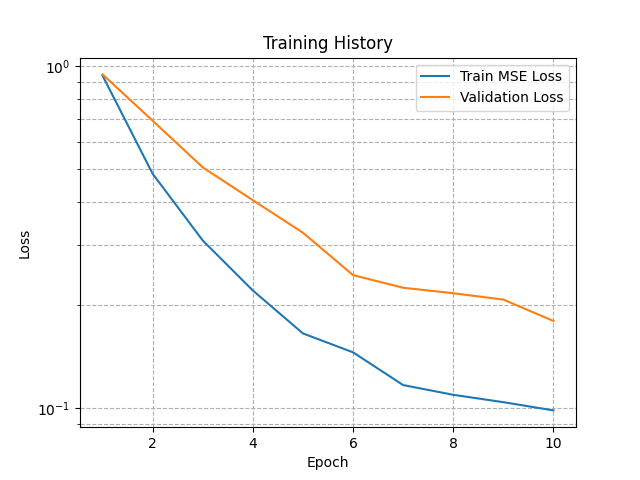 Training History
Train MSE Loss
Validation Loss
10⁰
10⁻¹
Loss
2
4
6
8
10
Epoch